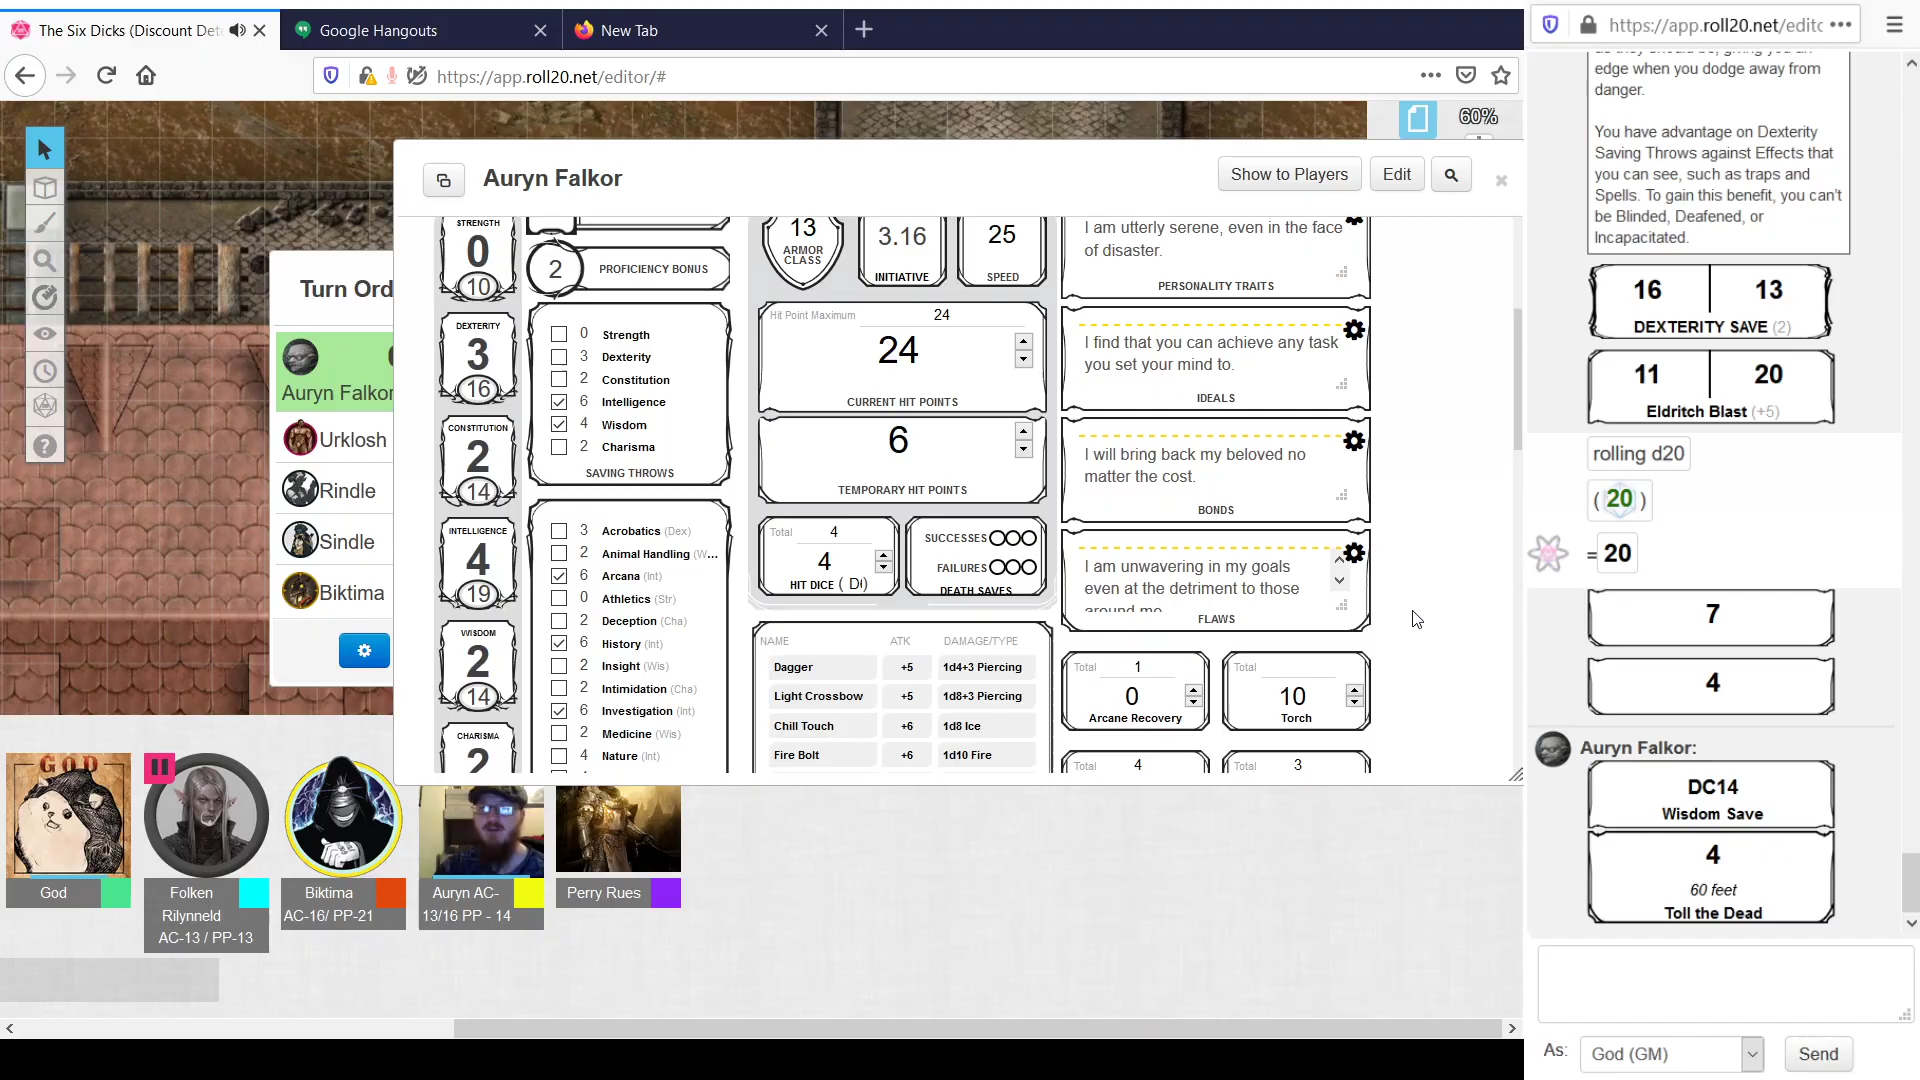 The Six Dicks (Discount Det
Google Hangouts
New Tab
https://app.roll20.net/editor/#
https://app.roll20.net/editc
60%
Auryn Falkor
Show to Players
Edit
Turn Ord
Auryn Falkor
Urklosh
Rindle
Sindle
Biktima
STRENGTH
0
10
DEXTERITY
3
16
CONSTITUTION
2
14
INTELLIGENCE
4
19
WISDOM
2
14
CHARISMA
2
2 PROFICIENCY BONUS
0 Strength
3 Dexterity
2 Constitution
6 Intelligence
4 Wisdom
2 Charisma
SAVING THROWS
3 Acrobatics (Dex)
2 Animal Handling (W...
6 Arcana (Int)
0 Athletics (Str)
2 Deception (Cha)
6 History (Int)
2 Insight (Wis)
2 Intimidation (Cha)
6 Investigation (Int)
2 Medicine (Wis)
4 Nature (Int)
13
ARMOR
CLASS
3.16
INITIATIVE
25
SPEED
Hit Point Maximum 24
24
CURRENT HIT POINTS
6
TEMPORARY HIT POINTS
Total 4
4
HIT DICE ( D(
SUCCESSES
FAILURES
DEATH SAVES
NAME ATK DAMAGE/TYPE
Dagger +5 1d4+3 Piercing
Light Crossbow +5 1d8+3 Piercing
Chill Touch +6 1d8 Ice
Fire Bolt +6 1d10 Fire
I am utterly serene, even in the face
of disaster.
PERSONALITY TRAITS
I find that you can achieve any task
you set your mind to.
IDEALS
I will bring back my beloved no
matter the cost.
BONDS
I am unwavering in my goals
even at the detriment to those
around me
FLAWS
Total 1
0
Arcane Recovery
Total
10
Torch
Total 4
Total 3
GOD
God
Folken
Rilynneld
AC-13 / PP-13
Biktima
AC-16/ PP-21
Auryn AC-
13/16 PP - 14
Perry Rues
as they should be, giving you an
edge when you dodge away from
danger.
You have advantage on Dexterity
Saving Throws against Effects that
you can see, such as traps and
Spells. To gain this benefit, you can't
be Blinded, Deafened, or
Incapacitated.
16 13
DEXTERITY SAVE (2)
11 20
Eldritch Blast (+5)
rolling d20
( 20 )
=20
7
4
Auryn Falkor:
DC14
Wisdom Save
4
60 feet
Toll the Dead
As: God (GM)
Send